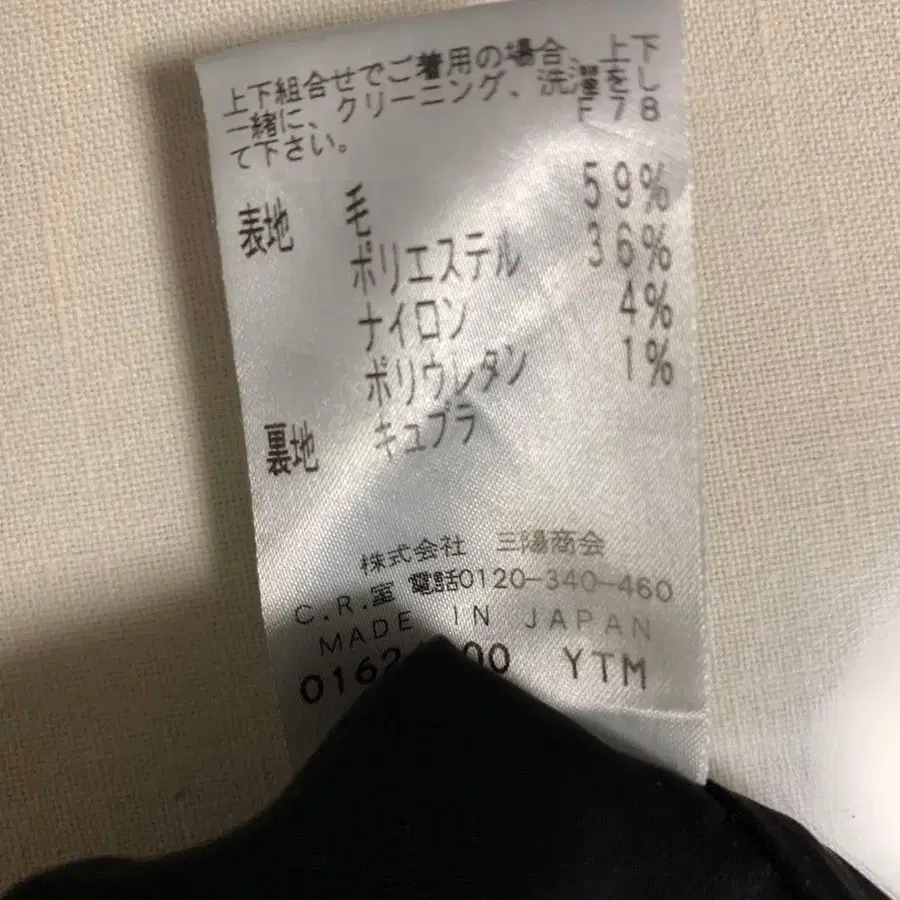 上下組合せでご着用の場合、上下を
一緒に、クリーニング、洗濯をし
て下さい。 F78
表地 毛 59%
ポリエステル 36%
ナイロン 4%
ポリウレタン 1%
裏地 キュプラ
株式会社 三陽商会
C.R.室 電話0120-340-460
MADE IN JAPAN
YTM